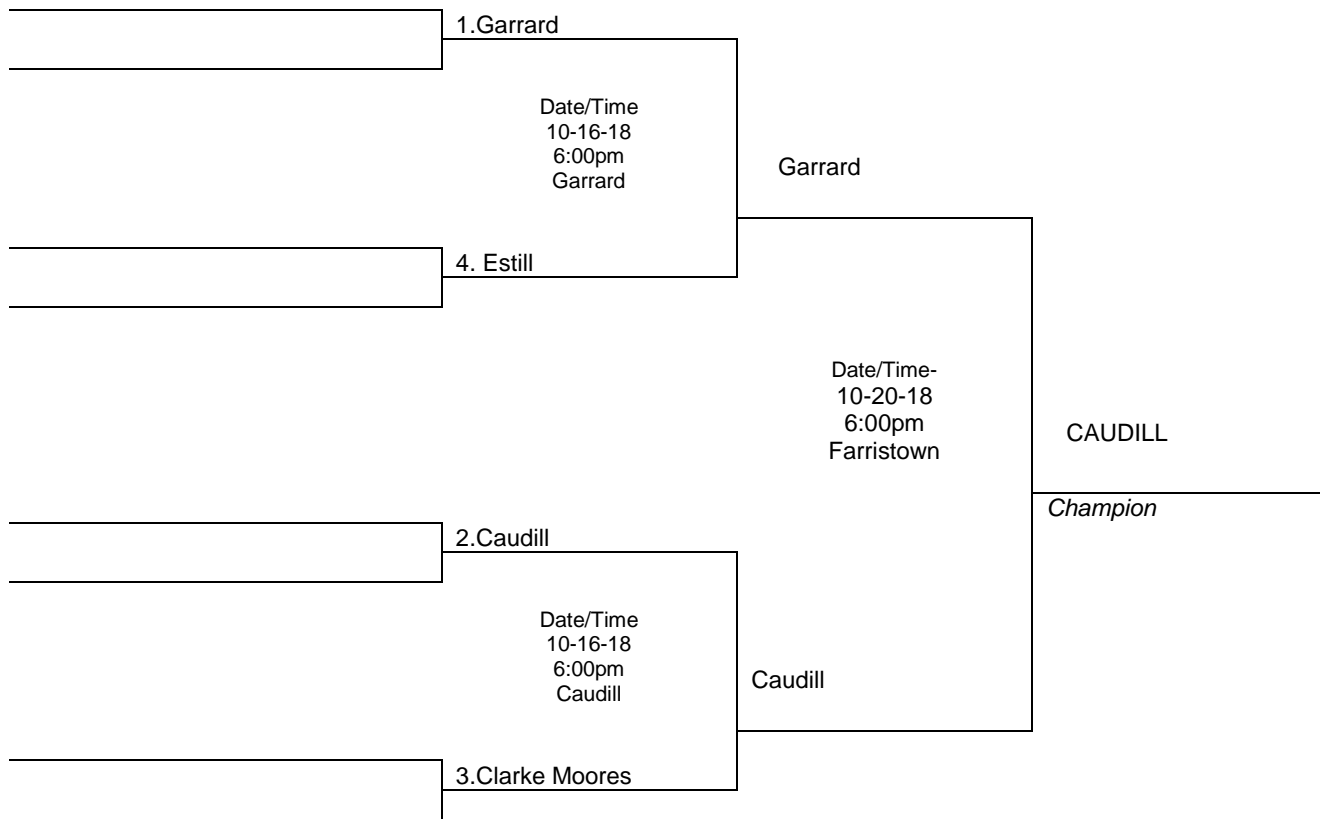 1.Garrard
Date/Time
10-16-18
6:00pm
Garrard
Garrard
4. Estill
Date/Time-
10-20-18
6:00pm
Farristown
CAUDILL
Champion
2.Caudill
Date/Time
10-16-18
6:00pm
Caudill
Caudill
3.Clarke Moores